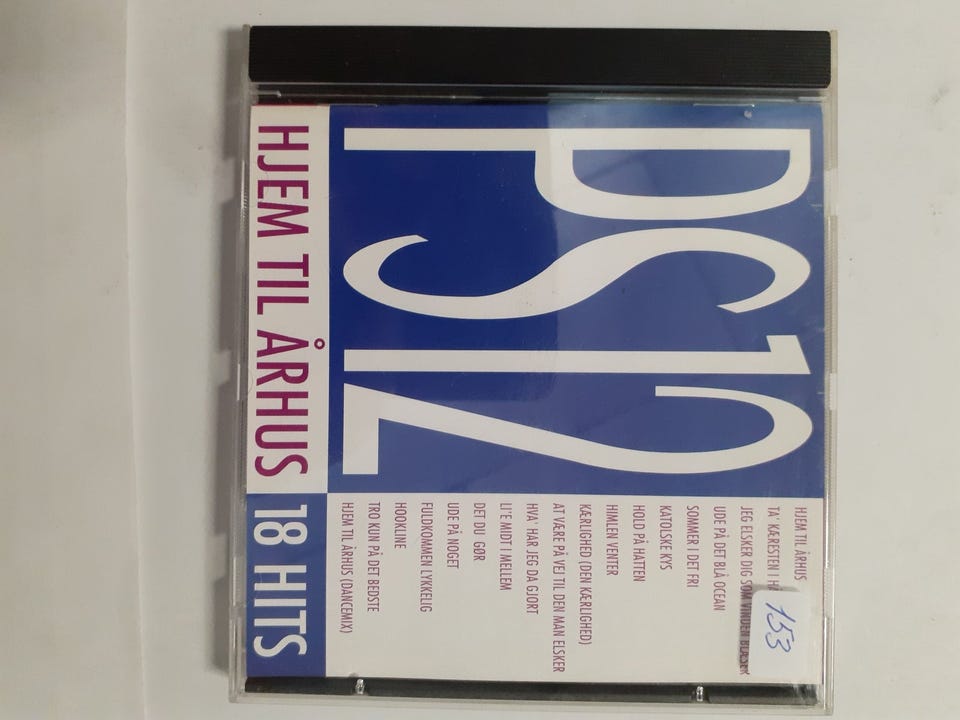 PS12
HJEM TIL ÅRHUS
TA' KÆRESTEN I
JEG ELSKER DIG SOM VINDEN BLÆSER
UDE PÅ DET BLÅ OCEAN
SOMMER I DET FRI
KATOLSKE KYS
HOLD PÅ HATTEN
HIMLEN VENTER
KÆRLIGHED (DEN KÆRLIGHED)
AT VÆRE PÅ VEJ TIL DEN MAN ELSKER
HVA' HAR JEG DA GJORT
LI'E MIDT I MELLEM
DET DU GØR
UDE PÅ NOGET
FULDKOMMEN LYKKELIG
HOOKLINE
TRO KUN PÅ DET BEDSTE
HJEM TIL ÅRHUS (DANCEMIX)
153
HJEM TIL ÅRHUS 18 HITS